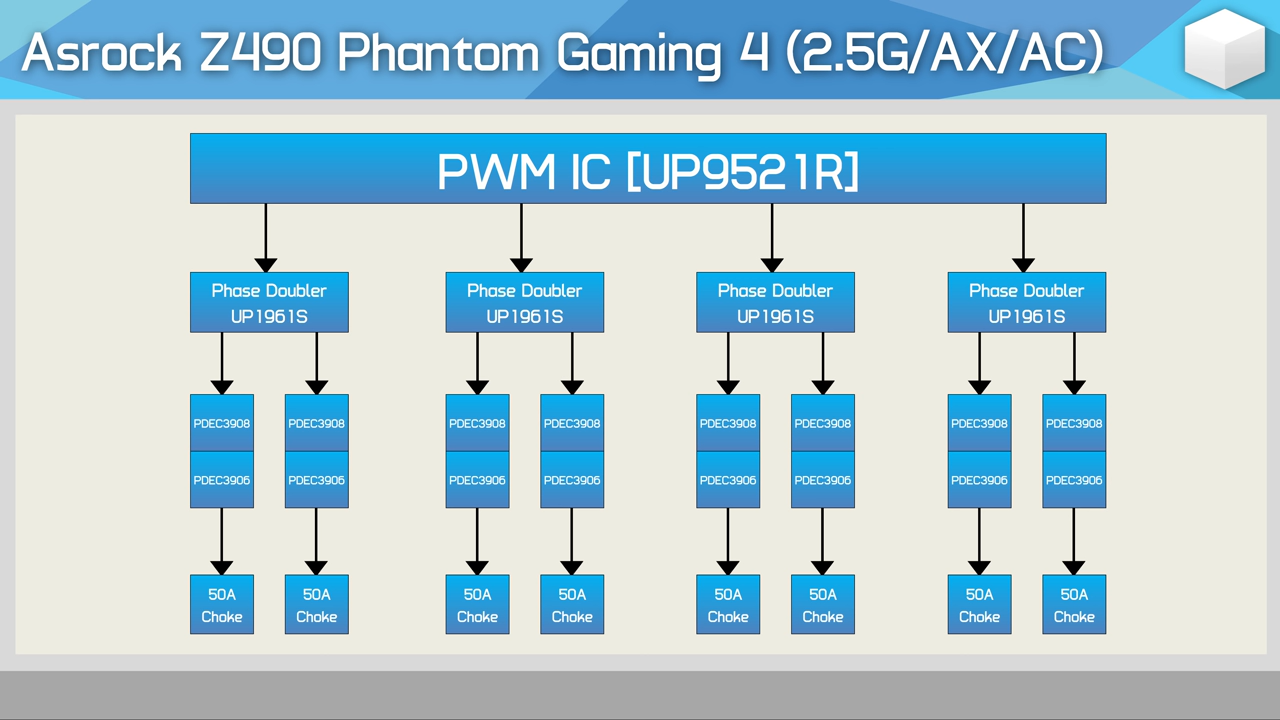 Asrock Z490 Phantom Gaming 4 (2.5G/AX/AC)
PWM IC [UP9521R]
Phase Doubler
UP1961S
Phase Doubler
UP1961S
Phase Doubler
UP1961S
Phase Doubler
UP1961S
PDEC3908
PDEC3908
PDEC3908
PDEC3908
PDEC3908
PDEC3908
PDEC3908
PDEC3908
PDEC3906
PDEC3906
PDEC3906
PDEC3906
PDEC3906
PDEC3906
PDEC3906
PDEC3906
50A
Choke
50A
Choke
50A
Choke
50A
Choke
50A
Choke
50A
Choke
50A
Choke
50A
Choke